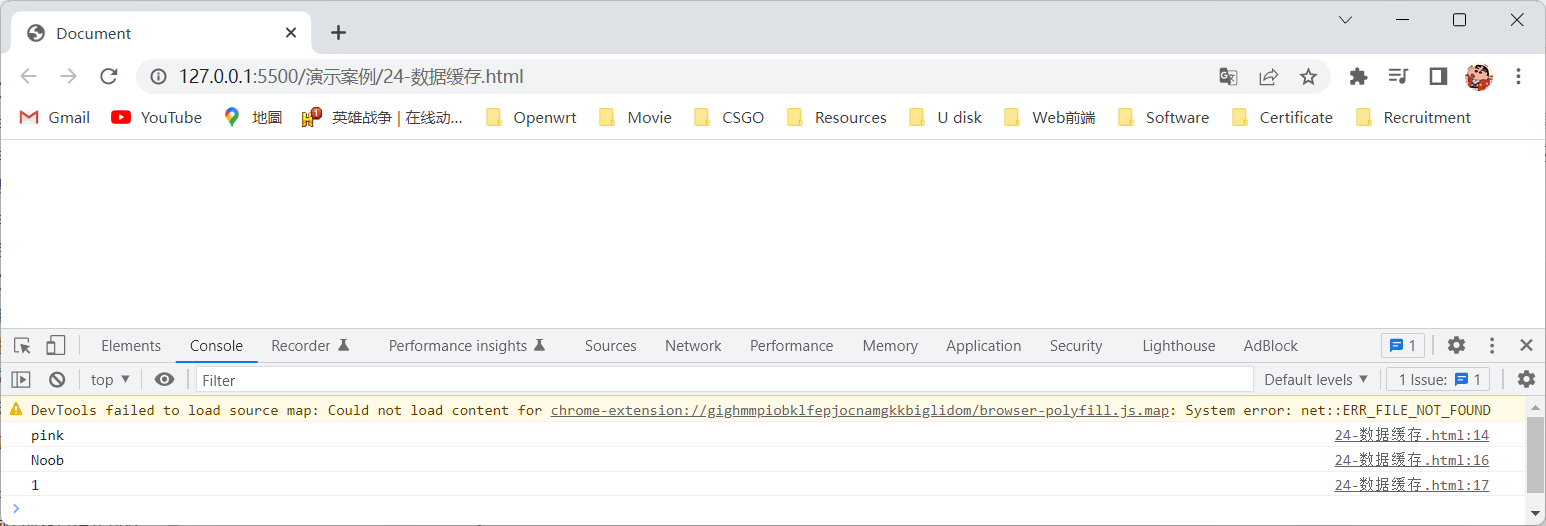 Document
127.0.0.1:5500/演示案例/24-数据缓存.html
Gmail YouTube 地圖 1 英雄战争 | 在线动... Openwrt Movie CSGO Resources U disk Web前端 Software Certificate Recruitment
Elements Console Recorder Performance insights Sources Network Performance Memory Application Security Lighthouse AdBlock 1
top ▼ Filter Default levels ▼ 1 Issue: 1
DevTools failed to load source map: Could not load content for chrome-extension://gighmmpiobklfepjocnamgkkbiglidom/browser-polyfill.js.map: System error: net::ERR_FILE_NOT_FOUND
pink 24-数据缓存.html:14
Noob 24-数据缓存.html:16
1 24-数据缓存.html:17